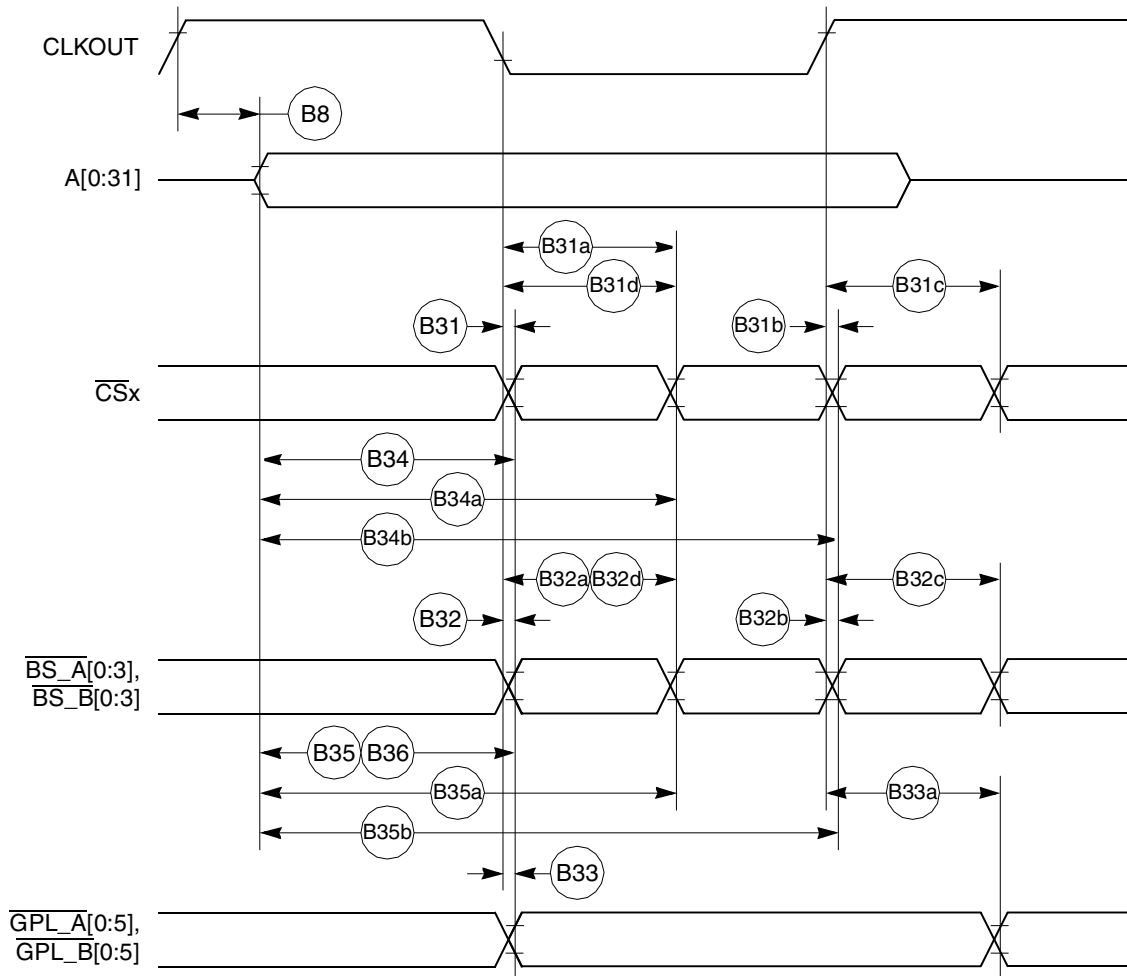 CLKOUT
B8
A[0:31]
B31a
B31d
B31c
B31
B31b
CSx
B34
B34a
B34b
B32a B32d
B32c
B32
B32b
BS_A[0:3],
BS_B[0:3]
B35 B36
B35a
B33a
B35b
B33
GPL_A[0:5],
GPL_B[0:5]